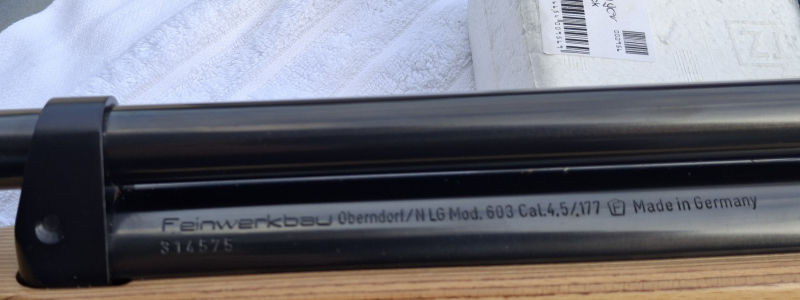 Feinwerkbau Oberndorf/N LG Mod. 603 Cal.4,5/.177 F Made in Germany
314575